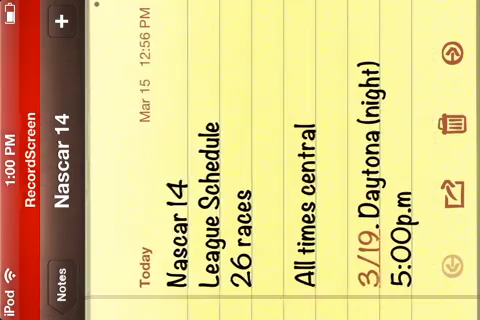 iPod 1:00 PM
RecordScreen
Notes Nascar 14 +
Today Mar 15 12:56 PM
Nascar 14
League Schedule
26 races
All times central
3/19. Daytona (night)
5:00p.m